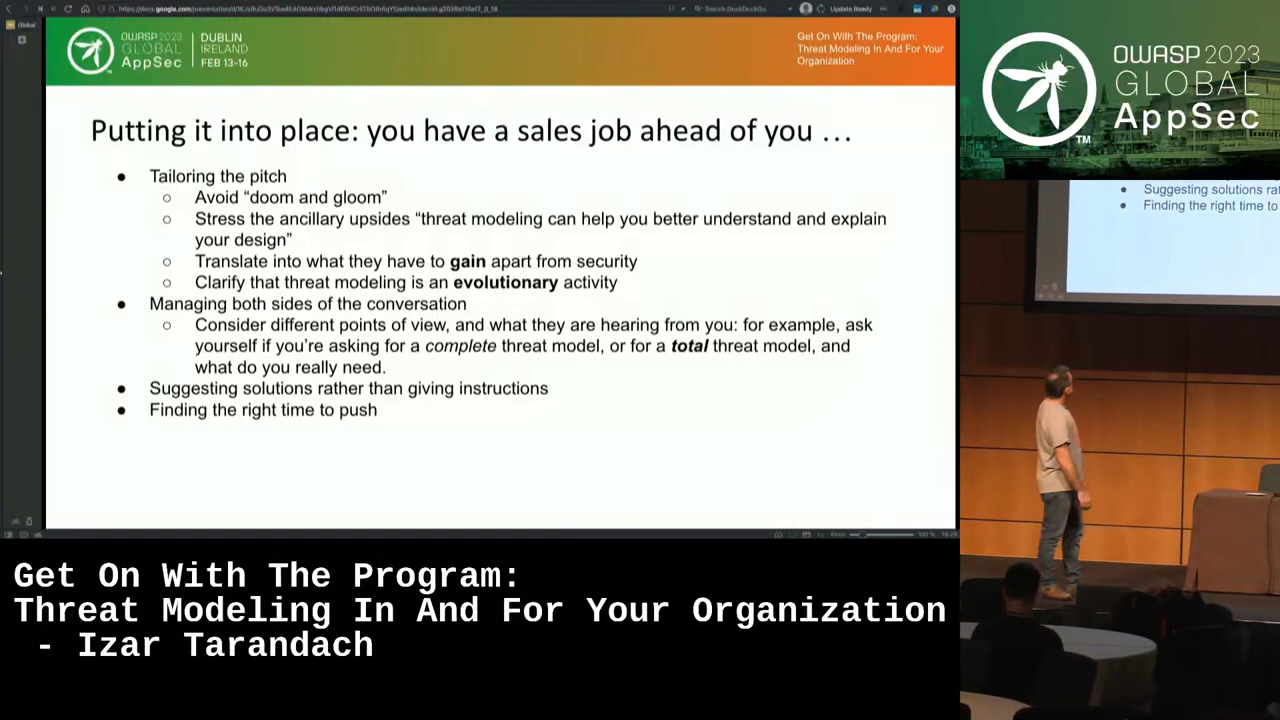 Search DuckDuckGo
Update Ready
Global
OWASP 2023
GLOBAL
AppSec
DUBLIN
IRELAND
FEB 13-16
Get On With The Program:
Threat Modeling In And For Your
Organization
Putting it into place: you have a sales job ahead of you …
● Tailoring the pitch
○ Avoid “doom and gloom”
○ Stress the ancillary upsides “threat modeling can help you better understand and explain
your design”
○ Translate into what they have to gain apart from security
○ Clarify that threat modeling is an evolutionary activity
● Managing both sides of the conversation
○ Consider different points of view, and what they are hearing from you: for example, ask
yourself if you’re asking for a complete threat model, or for a total threat model, and
what do you really need.
● Suggesting solutions rather than giving instructions
● Finding the right time to push
OWASP 2023
GLOBAL
AppSec
TM
● Suggesting solutions
● Finding the right time to
Get On With The Program:
Threat Modeling In And For Your Organization
- Izar Tarandach